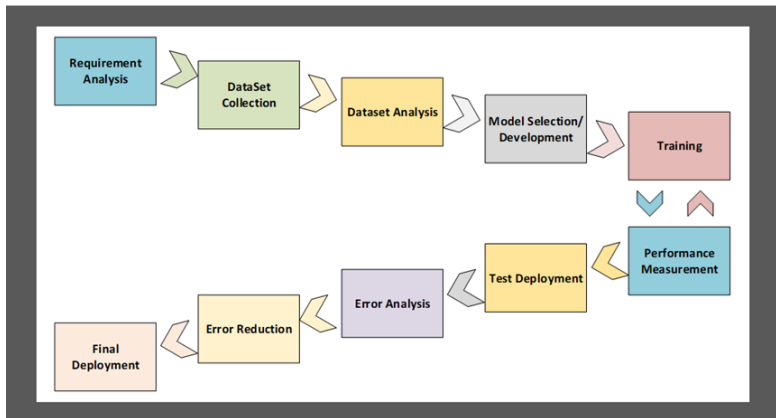 Requirement
Analysis
DataSet
Collection
Dataset Analysis
Model Selection/
Development
Training
Performance
Measurement
Test Deployment
Error Analysis
Error Reduction
Final
Deployment